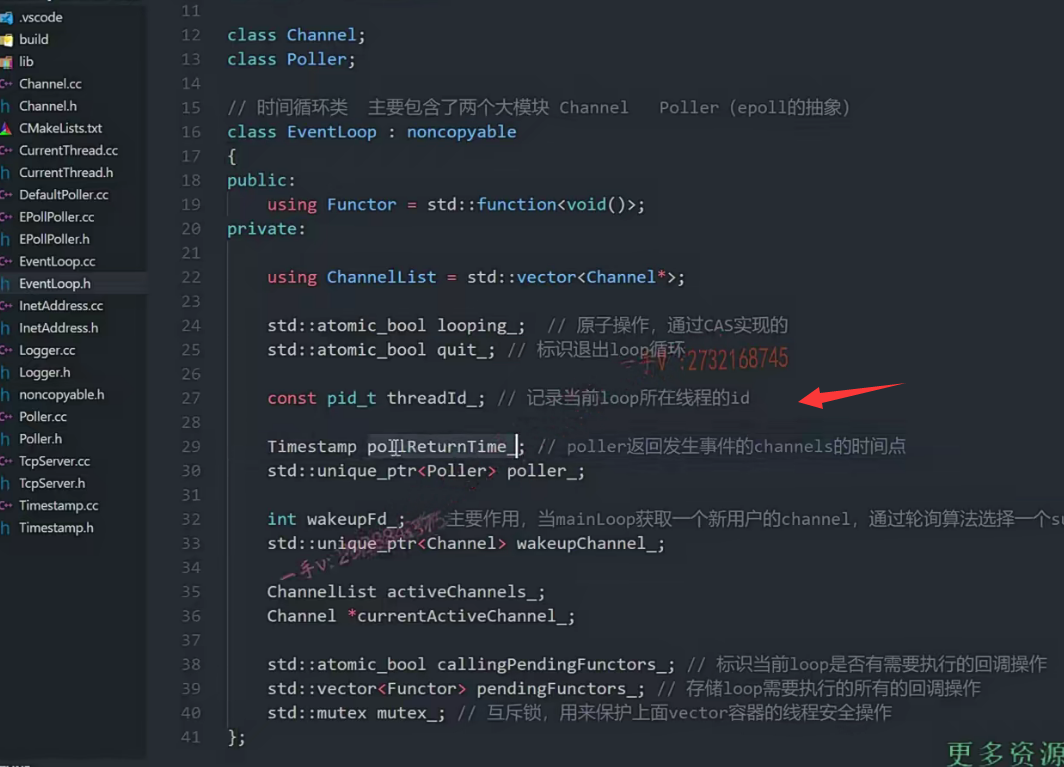 .vscode
build
lib
Channel.cc
Channel.h
CMakeLists.txt
CurrentThread.cc
CurrentThread.h
DefaultPoller.cc
EPollPoller.cc
EPollPoller.h
EventLoop.cc
EventLoop.h
InetAddress.cc
InetAddress.h
Logger.cc
Logger.h
noncopyable.h
Poller.cc
Poller.h
TcpServer.cc
TcpServer.h
Timestamp.cc
Timestamp.h
11
12 class Channel;
13 class Poller;
14
15 // 时间循环类 主要包含了两个大模块 Channel Poller（epoll的抽象）
16 class EventLoop : noncopyable
17 {
18 public:
19 using Functor = std::function<void()>;
20 private:
21
22 using ChannelList = std::vector<Channel*>;
23
24 std::atomic_bool looping_; // 原子操作，通过CAS实现的
25 std::atomic_bool quit_; // 标识退出loop循环
一手V :2732168745
26
27 const pid_t threadId_; // 记录当前loop所在线程的id
28
29 Timestamp pollReturnTime_; // poller返回发生事件的channels的时间点
30 std::unique_ptr<Poller> poller_;
31
32 int wakeupFd_; 主要作用，当mainLoop获取一个新用户的channel，通过轮询算法选择一个su
33 std::unique_ptr<Channel> wakeupChannel_;
一手v:
34
35 ChannelList activeChannels_;
36 Channel *currentActiveChannel_;
37
38 std::atomic_bool callingPendingFunctors_; // 标识当前loop是否有需要执行的回调操作
39 std::vector<Functor> pendingFunctors_; // 存储loop需要执行的所有的回调操作
40 std::mutex mutex_; // 互斥锁，用来保护上面vector容器的线程安全操作
41 };
更多资源